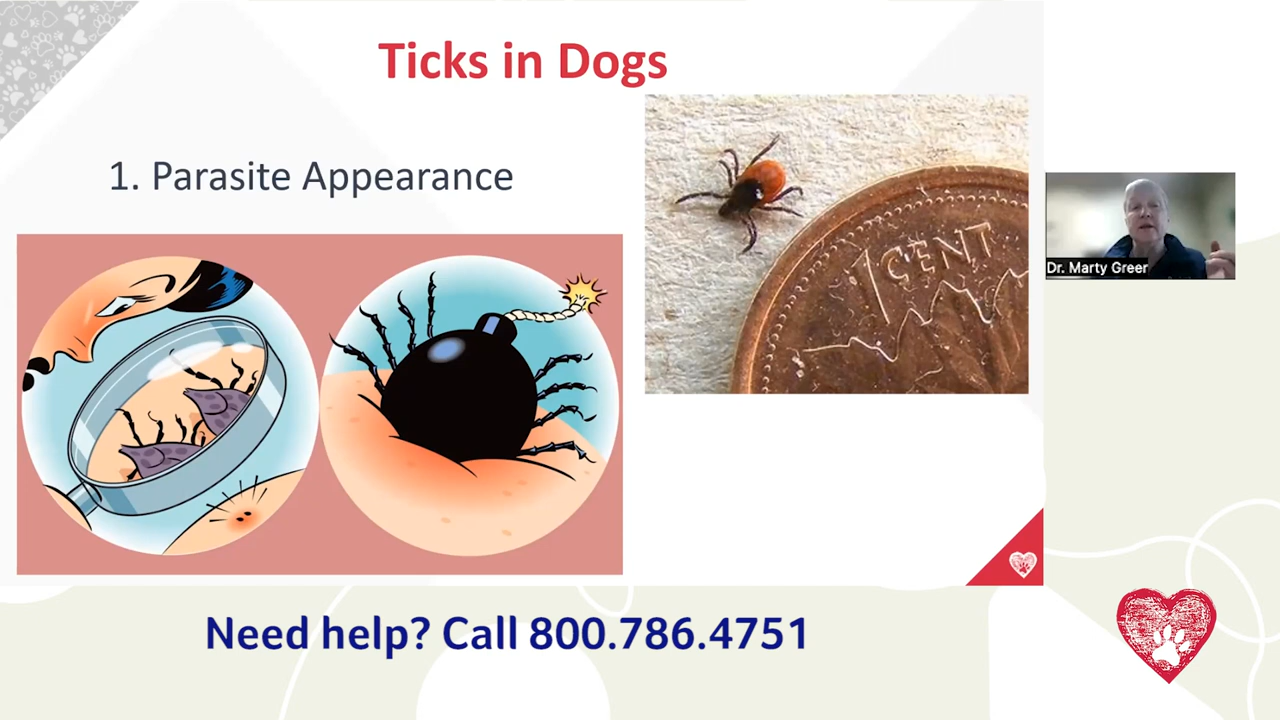 Ticks in Dogs
1. Parasite Appearance
1 CENT
Dr. Marty Greer
Need help? Call 800.786.4751